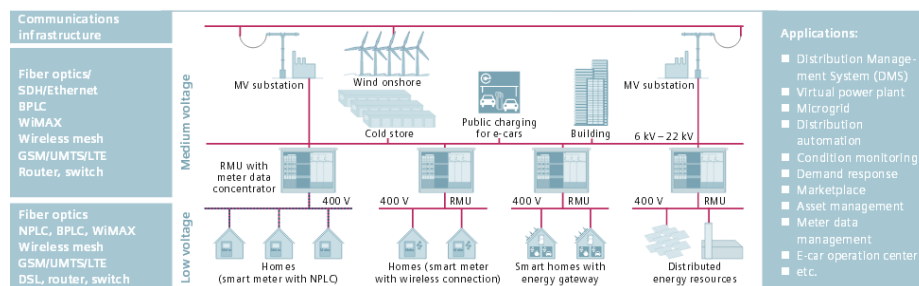 Communications
infrastructure
Fiber optics/
SDH/Ethernet
BPLC
WiMAX
Wireless mesh
GSM/UMTS/LTE
Router, switch
Fiber optics
NPLC, BPLC, WiMAX
Wireless mesh
GSM/UMTS/LTE
DSL, router, switch
Medium voltage
Low voltage
MV substation
Wind onshore
Cold store
Public charging
for e-cars
Building
MV substation
6 kV – 22 kV
RMU with
meter data
concentrator
400 V
400 V
RMU
400 V
RMU
400 V
RMU
Homes
(smart meter with NPLC)
Homes (smart meter
with wireless connection)
Smart homes with
energy gateway
Distributed
energy resources
Applications:
Distribution Manage-
ment System (DMS)
Virtual power plant
Microgrid
Distribution
automation
Condition monitoring
Demand response
Marketplace
Asset management
Meter data
management
E-car operation center
etc.